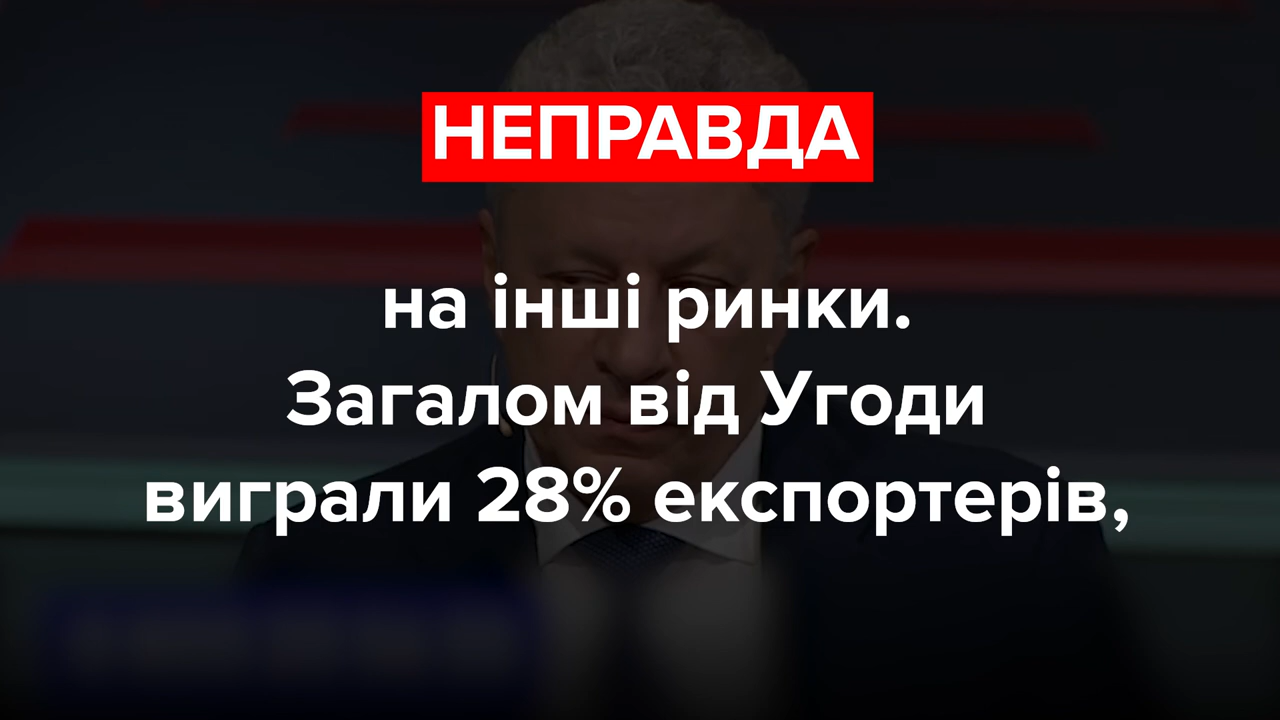 НЕПРАВДА
на інші ринки.
Загалом від Угоди
виграли 28% експортерів,